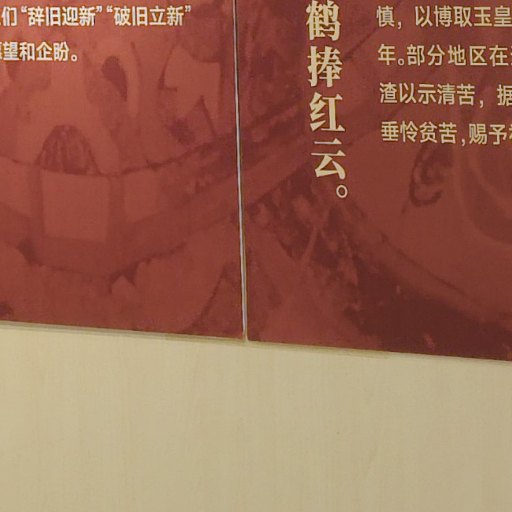 们“辞旧迎新”“破旧立新”
望和企盼。
鹤捧红云。
慎，以博取玉皇
年。部分地区在
渣以示清苦，据
垂怜贫苦，赐予